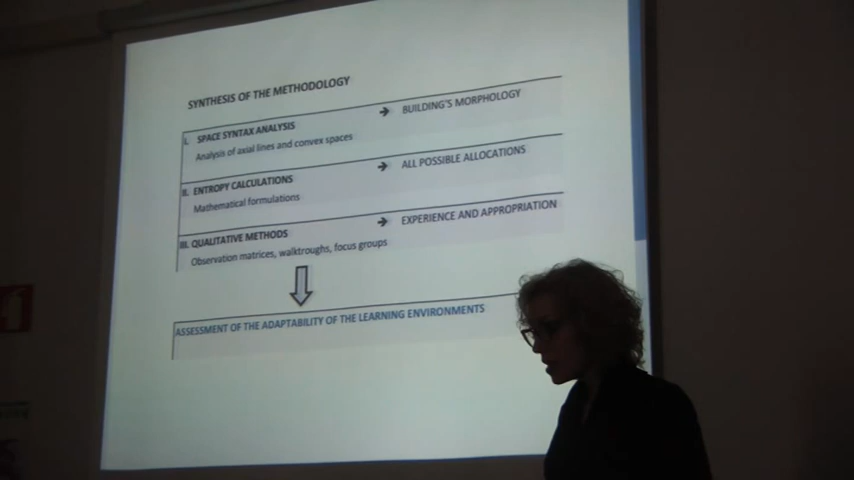 SYNTHESIS OF THE METHODOLOGY
I. SPACE SYNTAX ANALYSIS → BUILDING'S MORPHOLOGY
Analysis of axial lines and convex spaces
II. ENTROPY CALCULATIONS → ALL POSSIBLE ALLOCATIONS
Mathematical formulations
III. QUALITATIVE METHODS → EXPERIENCE AND APPROPRIATION
Observation matrices, walktroughs, focus groups
ASSESSMENT OF THE ADAPTABILITY OF THE LEARNING ENVIRONMENTS